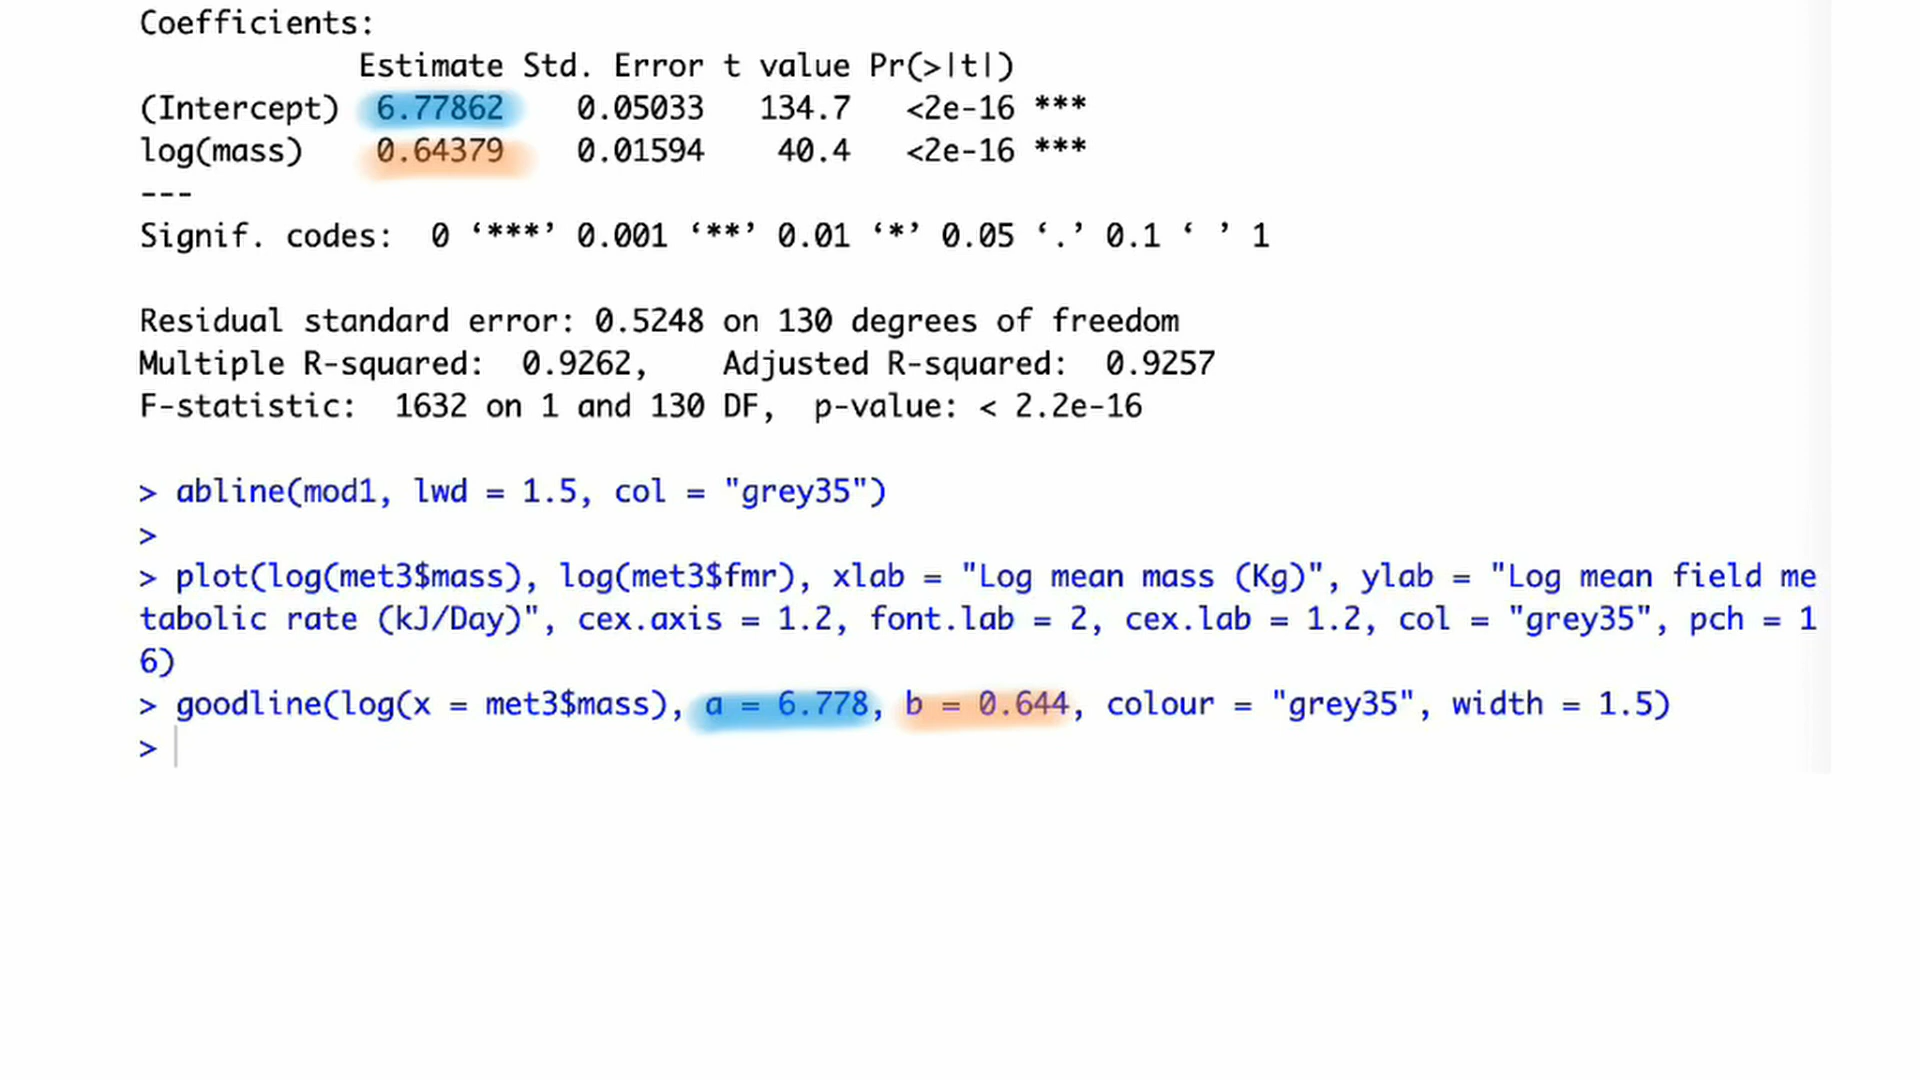 Coefficients:
Estimate Std. Error t value Pr(>|t|)
(Intercept) 6.77862 0.05033 134.7 <2e-16 ***
log(mass) 0.64379 0.01594 40.4 <2e-16 ***
---
Signif. codes: 0 ‘***’ 0.001 ‘**’ 0.01 ‘*’ 0.05 ‘.’ 0.1 ‘ ’ 1
Residual standard error: 0.5248 on 130 degrees of freedom
Multiple R-squared: 0.9262, Adjusted R-squared: 0.9257
F-statistic: 1632 on 1 and 130 DF, p-value: < 2.2e-16
> abline(mod1, lwd = 1.5, col = "grey35")
>
> plot(log(met3$mass), log(met3$fmr), xlab = "Log mean mass (Kg)", ylab = "Log mean field me
tabolic rate (kJ/Day)", cex.axis = 1.2, font.lab = 2, cex.lab = 1.2, col = "grey35", pch = 1
6)
> goodline(log(x = met3$mass), a = 6.778, b = 0.644, colour = "grey35", width = 1.5)
>